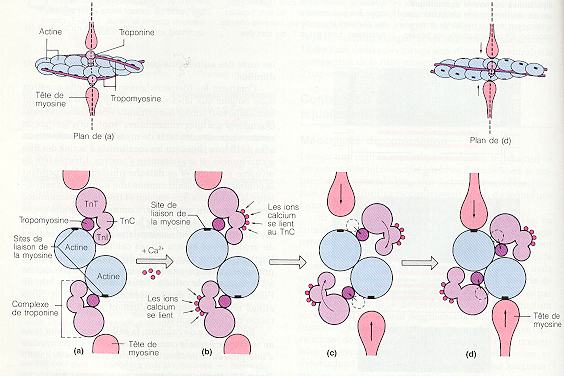 Actine
Troponine
Tropomyosine
Tête de
myosine
Plan de (a)
Plan de (d)
TnT
Tropomyosine
TnC
TnI
Sites de
liaison de
la myosine
Actine
Actine
Complexe
de troponine
Tête de
myosine
(a)
+ Ca2+
Site de
liaison de
la myosine
Les ions
calcium
se lient
au TnC
Les ions
calcium
se lient
(b)
(c)
Tête de
myosine
(d)